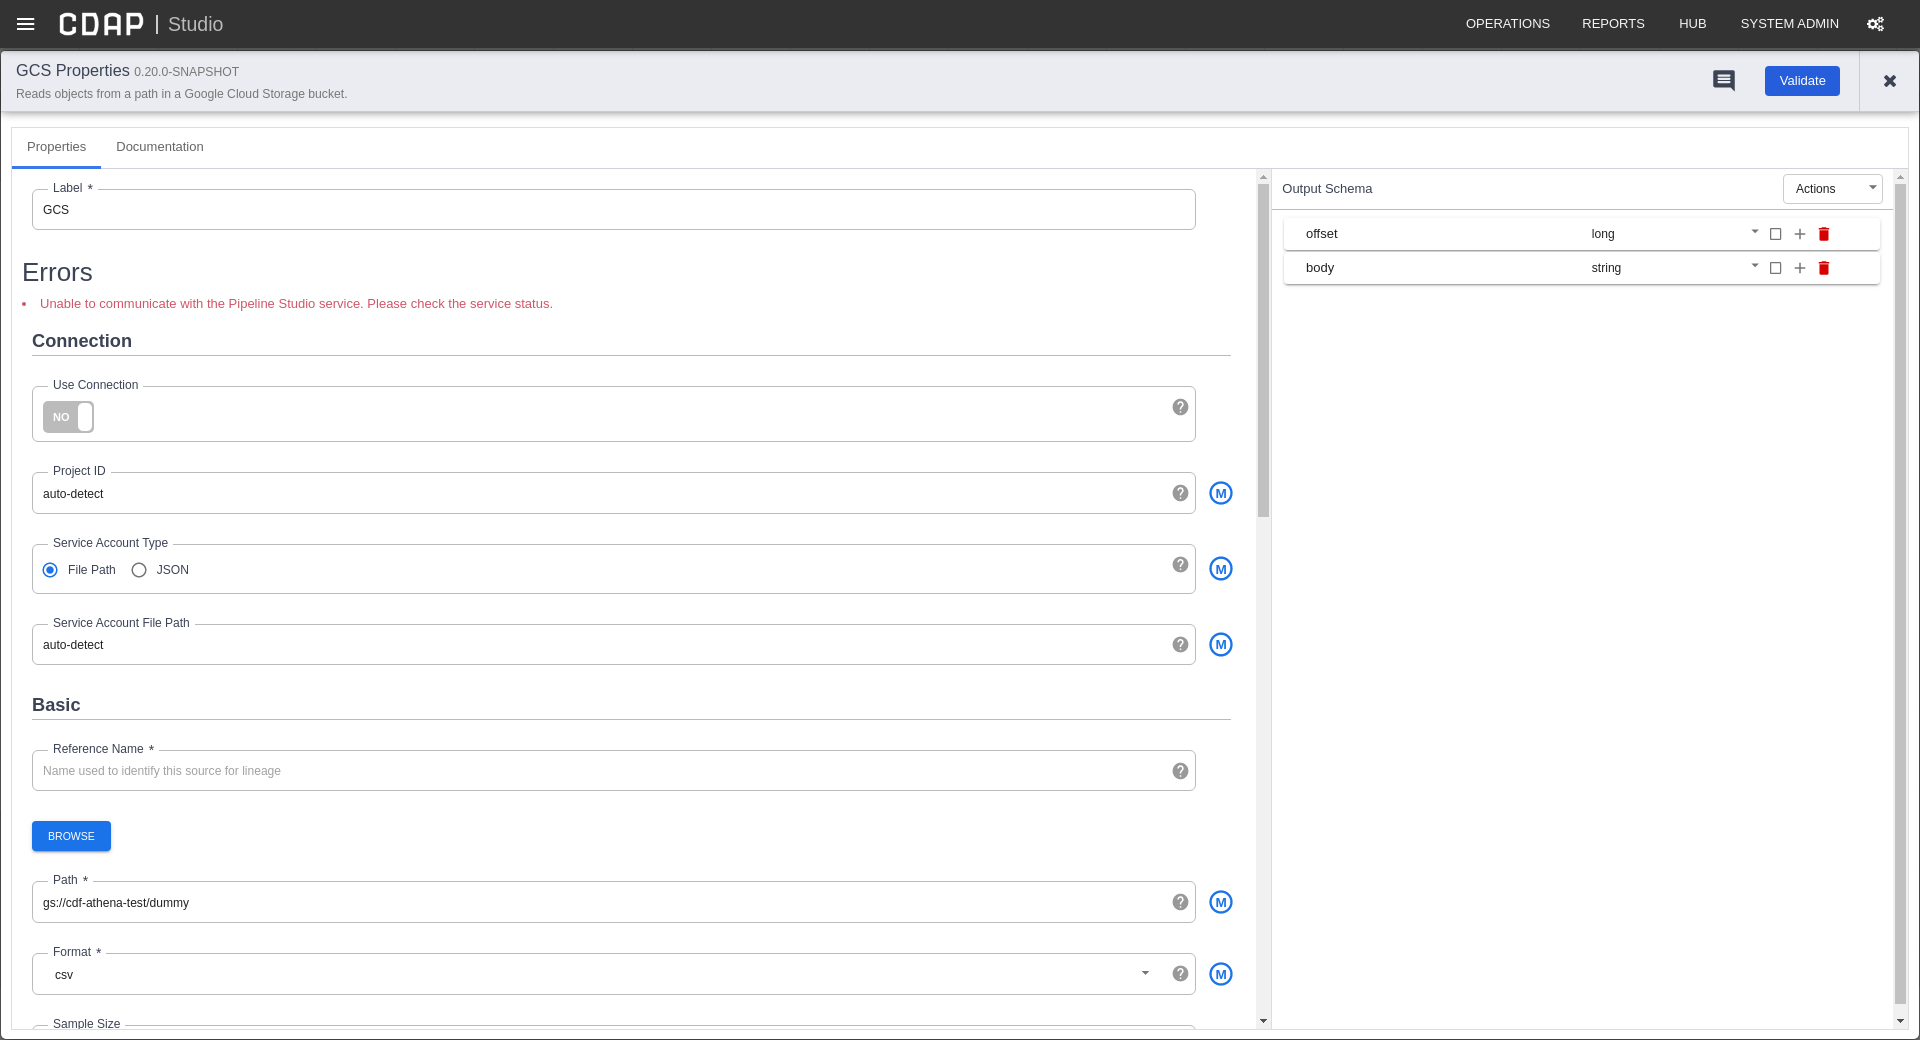 CDAP | Studio
OPERATIONS REPORTS HUB SYSTEM ADMIN
GCS Properties 0.20.0-SNAPSHOT
Reads objects from a path in a Google Cloud Storage bucket.
Validate
Properties Documentation
Label *
GCS
Errors
Unable to communicate with the Pipeline Studio service. Please check the service status.
Connection
Use Connection
NO
Project ID
auto-detect
M
Service Account Type
File Path JSON
M
Service Account File Path
auto-detect
M
Basic
Reference Name *
Name used to identify this source for lineage
BROWSE
Path *
gs://cdf-athena-test/dummy
M
Format *
csv
M
Sample Size
Output Schema Actions
offset long
body string